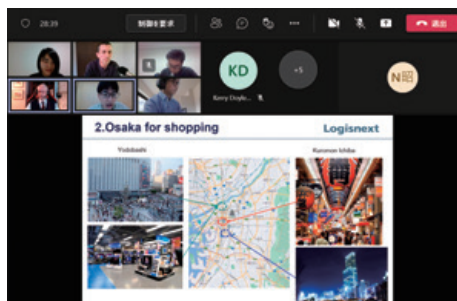 28:39
制御を要求
退出
KD
+5
N昭
Kerry Doyle...
2.Osaka for shopping
Logisnext
Yodobashi
Kuromon Ichiba